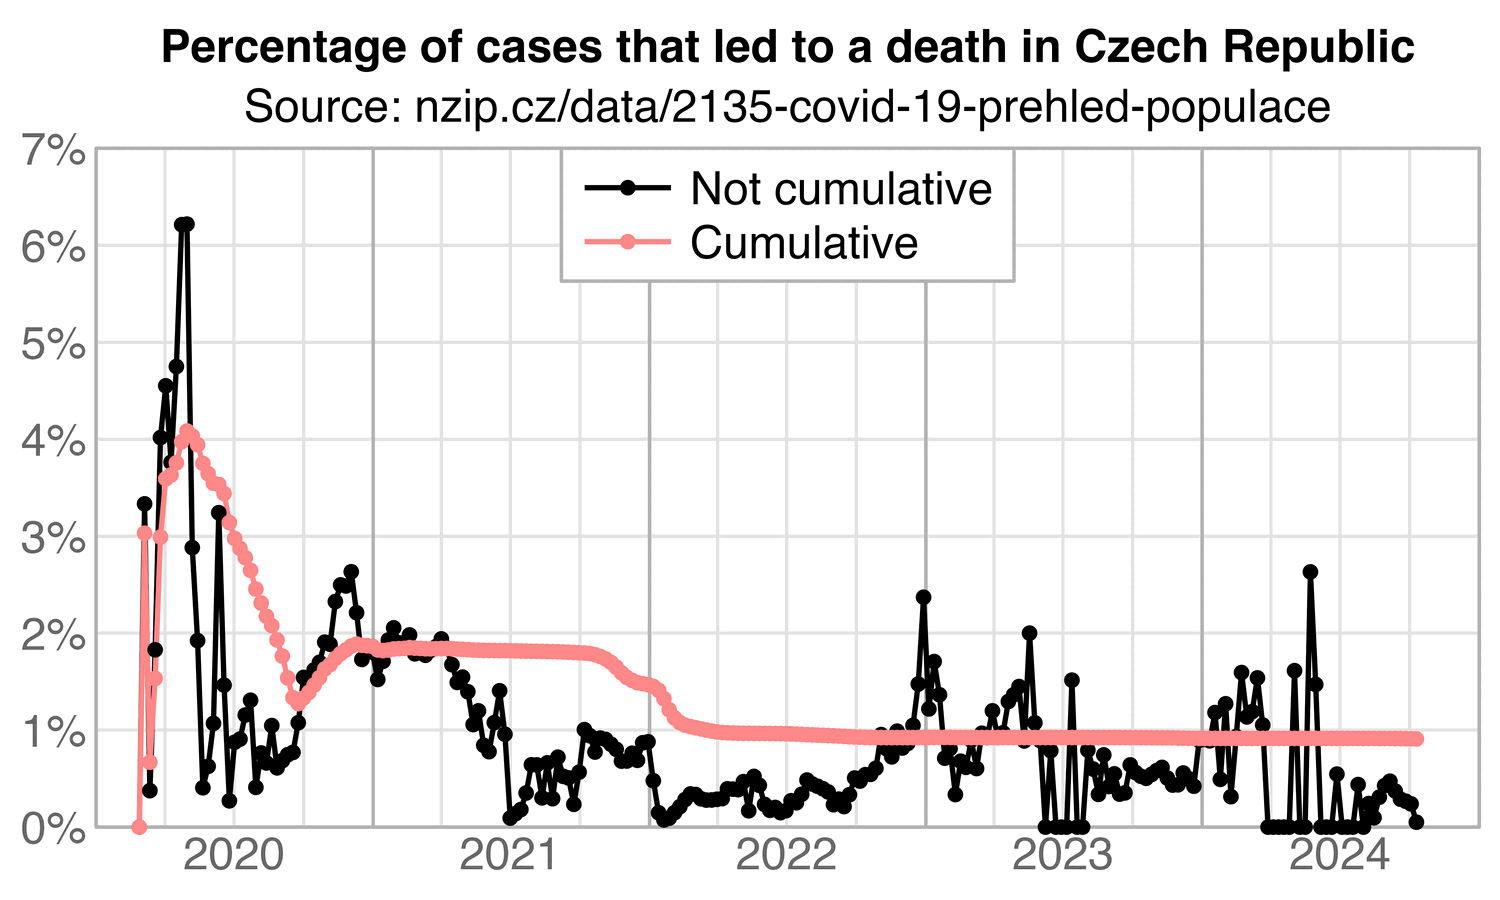 Percentage of cases that led to a death in Czech Republic
Source: nzip.cz/data/2135-covid-19-prehled-populace
Not cumulative
Cumulative
7%
6%
5%
4%
3%
2%
1%
0%
2020 2021 2022 2023 2024